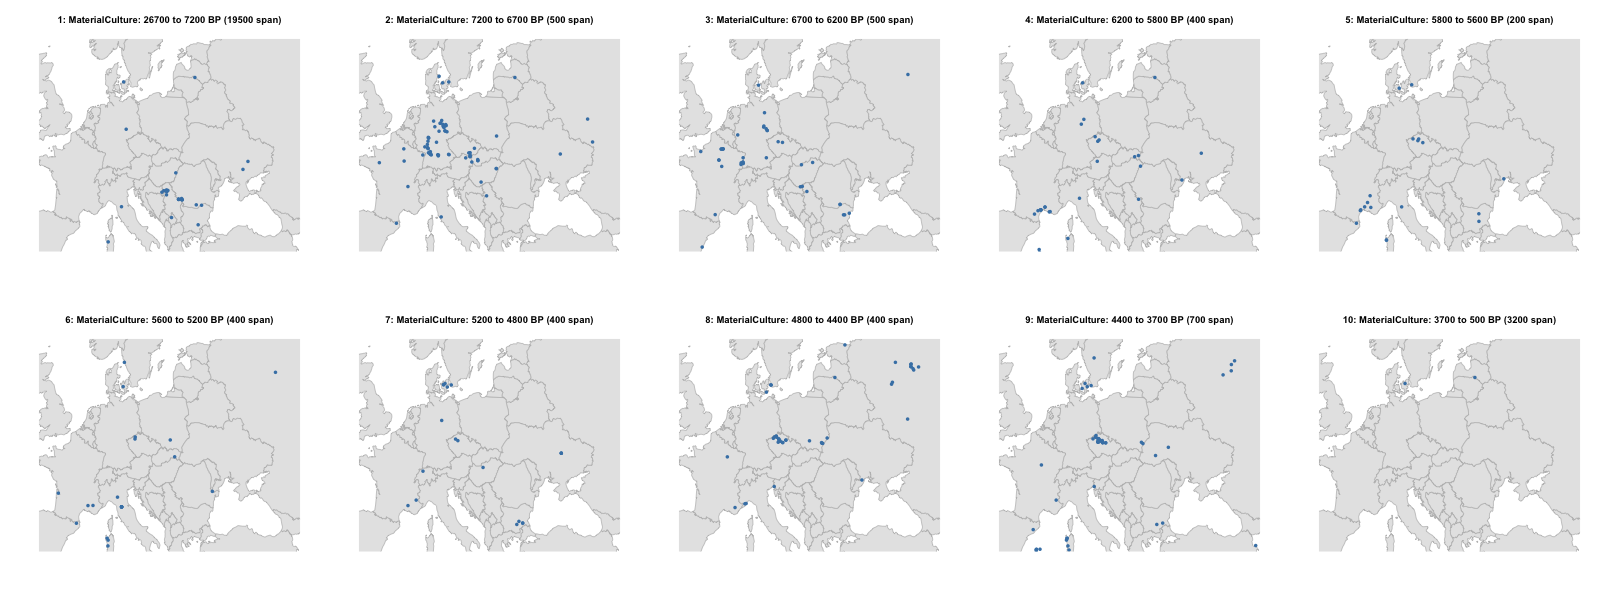 1: MaterialCulture: 26700 to 7200 BP (19500 span)
2: MaterialCulture: 7200 to 6700 BP (500 span)
3: MaterialCulture: 6700 to 6200 BP (500 span)
4: MaterialCulture: 6200 to 5800 BP (400 span)
5: MaterialCulture: 5800 to 5600 BP (200 span)
6: MaterialCulture: 5600 to 5200 BP (400 span)
7: MaterialCulture: 5200 to 4800 BP (400 span)
8: MaterialCulture: 4800 to 4400 BP (400 span)
9: MaterialCulture: 4400 to 3700 BP (700 span)
10: MaterialCulture: 3700 to 500 BP (3200 span)